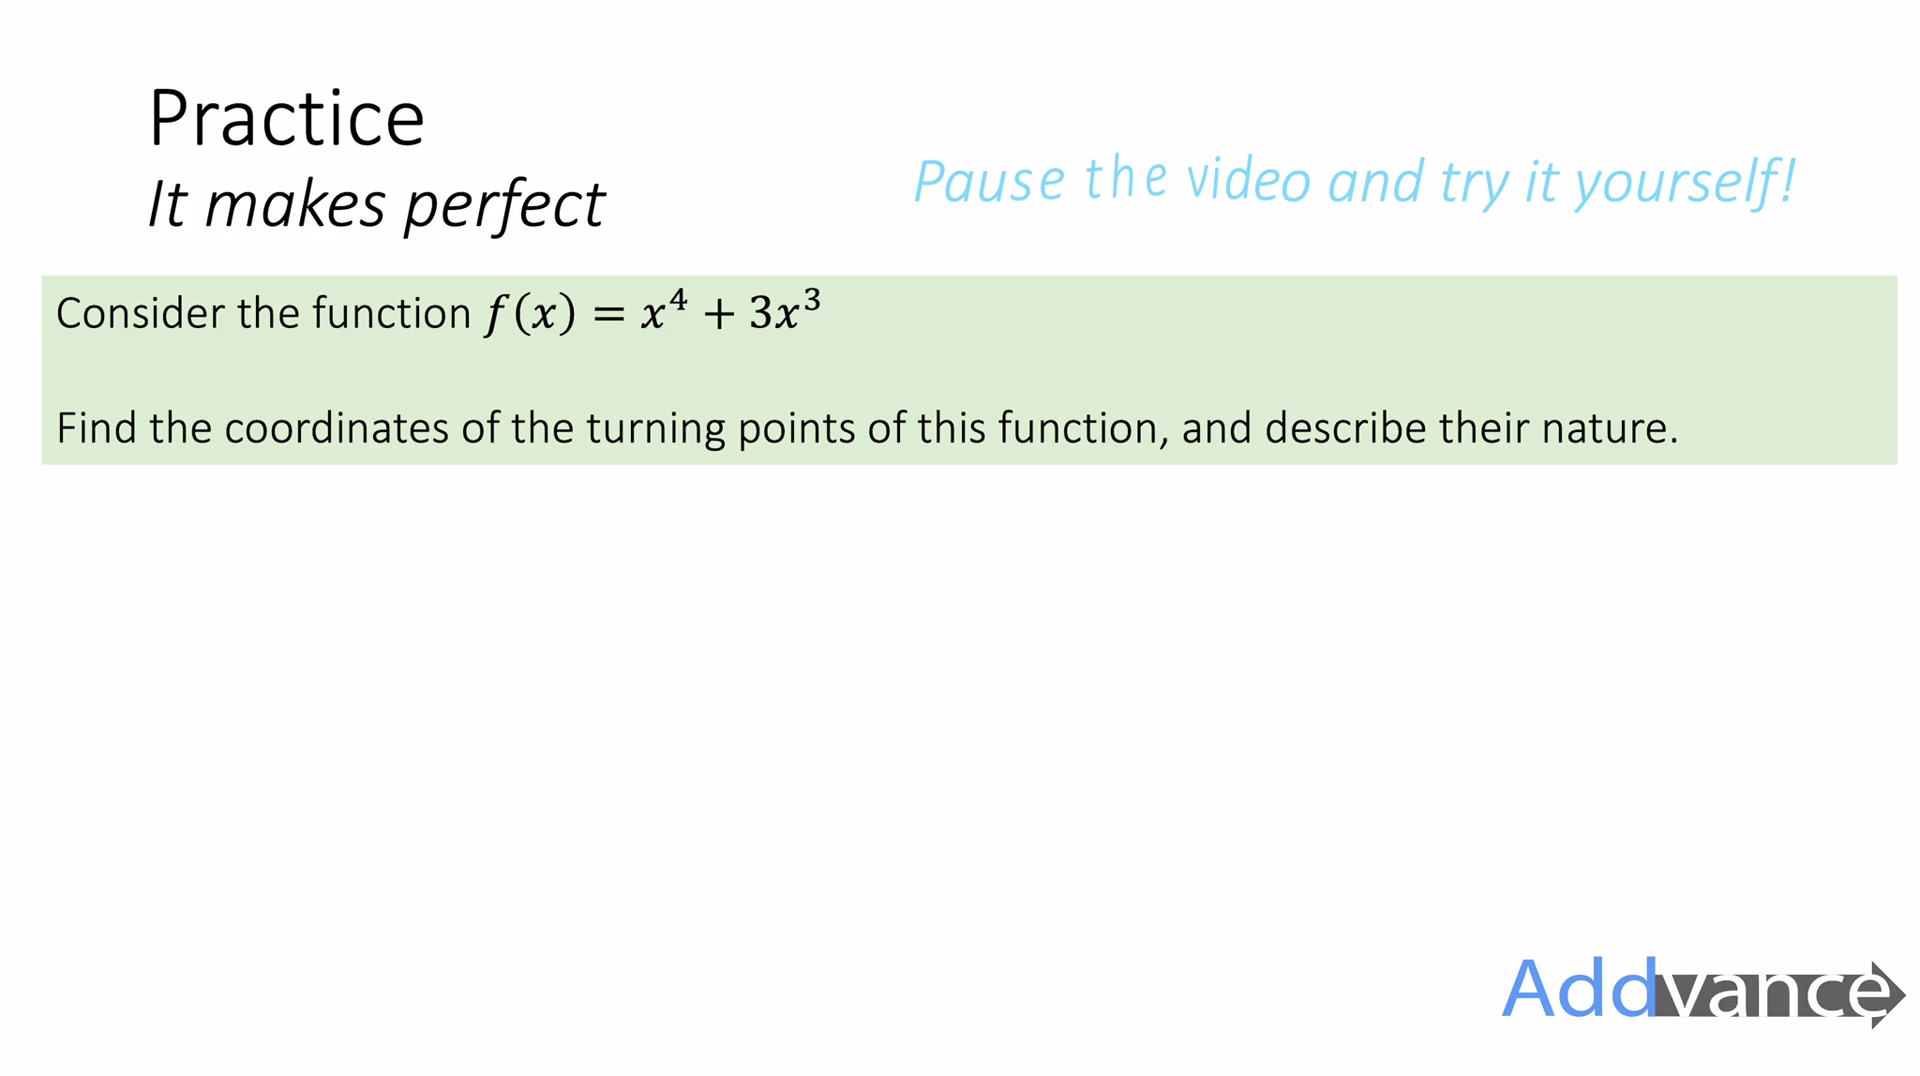 Practice
It makes perfect
Pause the video and try it yourself!
Consider the function f(x) = x⁴ + 3x³
Find the coordinates of the turning points of this function, and describe their nature.
Addvance